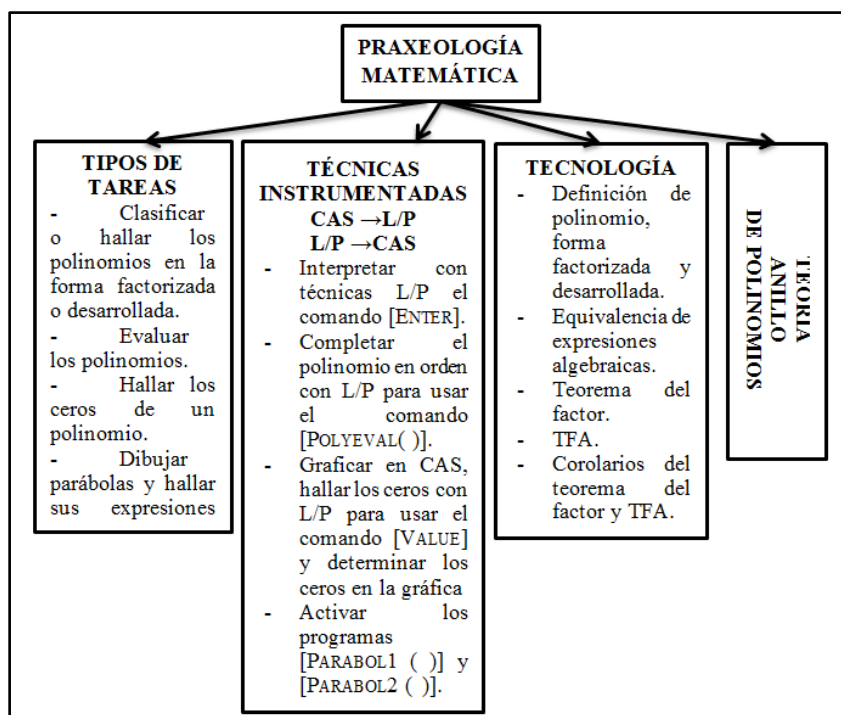 PRAXEOLOGÍA
MATEMÁTICA
TIPOS DE
TAREAS
- Clasificar
o hallar los
polinomios en la
forma factorizada
o desarrollada.
- Evaluar
los polinomios.
- Hallar los
ceros de un
polinomio.
- Dibujar
parábolas y hallar
sus expresiones
TÉCNICAS
INSTRUMENTADAS
CAS →L/P
L/P →CAS
- Interpretar con
técnicas L/P el
comando [ENTER].
- Completar el
polinomio en orden
con L/P para usar
el comando
[POLYEVAL( )].
- Graficar en CAS,
hallar los ceros con
L/P para usar el
comando [VALUE]
y determinar los
ceros en la gráfica
- Activar los
programas
[PARABOL1 ( )] y
[PARABOL2 ( )].
TECNOLOGÍA
- Definición de
polinomio,
forma
factorizada y
desarrollada.
- Equivalencia de
expresiones
algebraicas.
- Teorema del
factor.
- TFA.
- Corolarios del
teorema del
factor y TFA.
TEORIA
ANILLO
DE POLINOMIOS